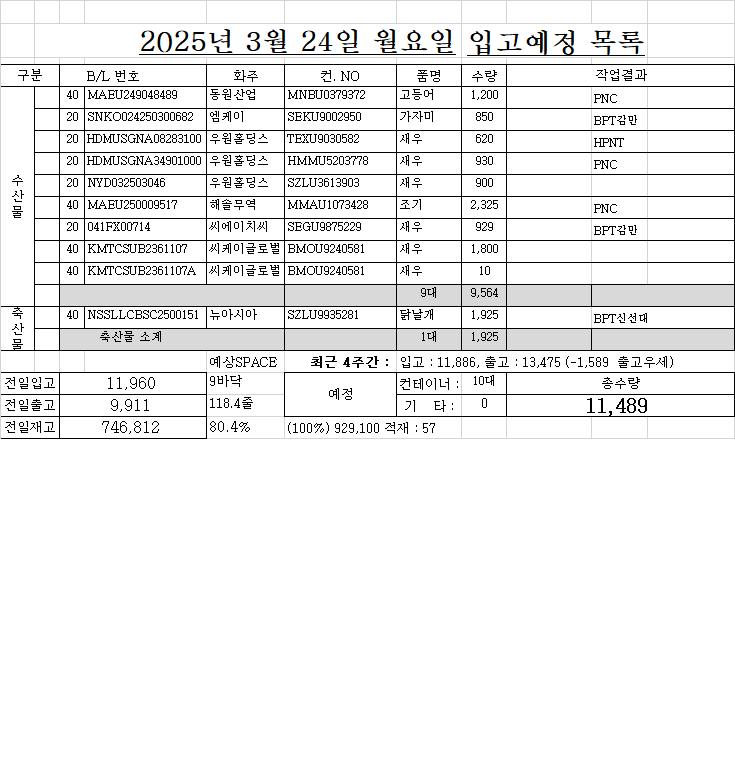 2025년 3월 24일 월요일 입고예정 목록
구분 B/L 번호 화주 컨. NO 품명 수량 작업결과
수산물
40 MAEU249048489 동원산업 MNBU0379372 고등어 1,200 PNC
20 SNKO024250300682 엠케이 SEKU9002950 가자미 850 BPT감만
20 HDMUSGNA08283100 우원홀딩스 TEXU9030582 새우 620 HPNT
20 HDMUSGNA34901000 우원홀딩스 HMMU5203778 새우 930 PNC
20 NYD032503046 우원홀딩스 SZLU3613903 새우 900
40 MAEU250009517 해솔무역 MMAU1073428 조기 2,325 PNC
20 041FX00714 씨에이치씨 SEGU9875229 새우 929 BPT감만
40 KMTCSUB2361107 씨케이글로벌 BMOU9240581 새우 1,800
40 KMTCSUB2361107A 씨케이글로벌 BMOU9240581 새우 10
9대 9,564
축산물
40 NSSLLCBSC2500151 뉴아시아 SZLU9935281 닭날개 1,925 BPT신선대
축산물 소계 1대 1,925
예상SPACE 최근 4주간 : 입고 : 11,886, 출고 : 13,475 (-1,589 출고우세)
전일입고 11,960 9바닥 예정 컨테이너 : 10대 총수량
전일출고 9,911 118.4줄 기 타 : 0 11,489
전일재고 746,812 80.4% (100%) 929,100 적재 : 57